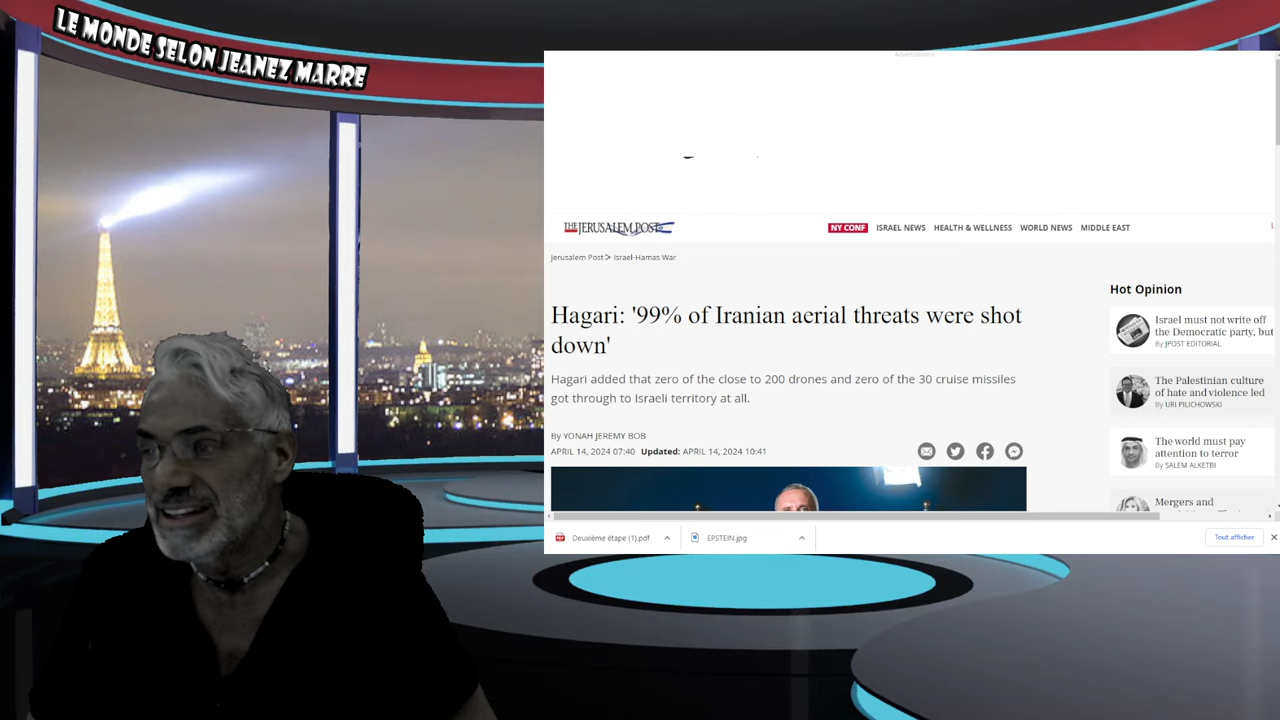 LE MONDE SELON JEANEZ MARRE
Advertisement
THE JERUSALEM POST
NY CONF ISRAEL NEWS HEALTH & WELLNESS WORLD NEWS MIDDLE EAST
Jerusalem Post > Israel-Hamas War
Hagari: '99% of Iranian aerial threats were shot
down'
Hagari added that zero of the close to 200 drones and zero of the 30 cruise missiles
got through to Israeli territory at all.
By YONAH JEREMY BOB
APRIL 14, 2024 07:40 Updated: APRIL 14, 2024 10:41
Hot Opinion
Israel must not write off
the Democratic party, but
By JPOST EDITORIAL
The Palestinian culture
of hate and violence led
By URI PILICHOWSKI
The world must pay
attention to terror
By SALEM ALKETBI
Mergers and
Deuxième étape (1).pdf
EPSTEIN.jpg
Tout afficher